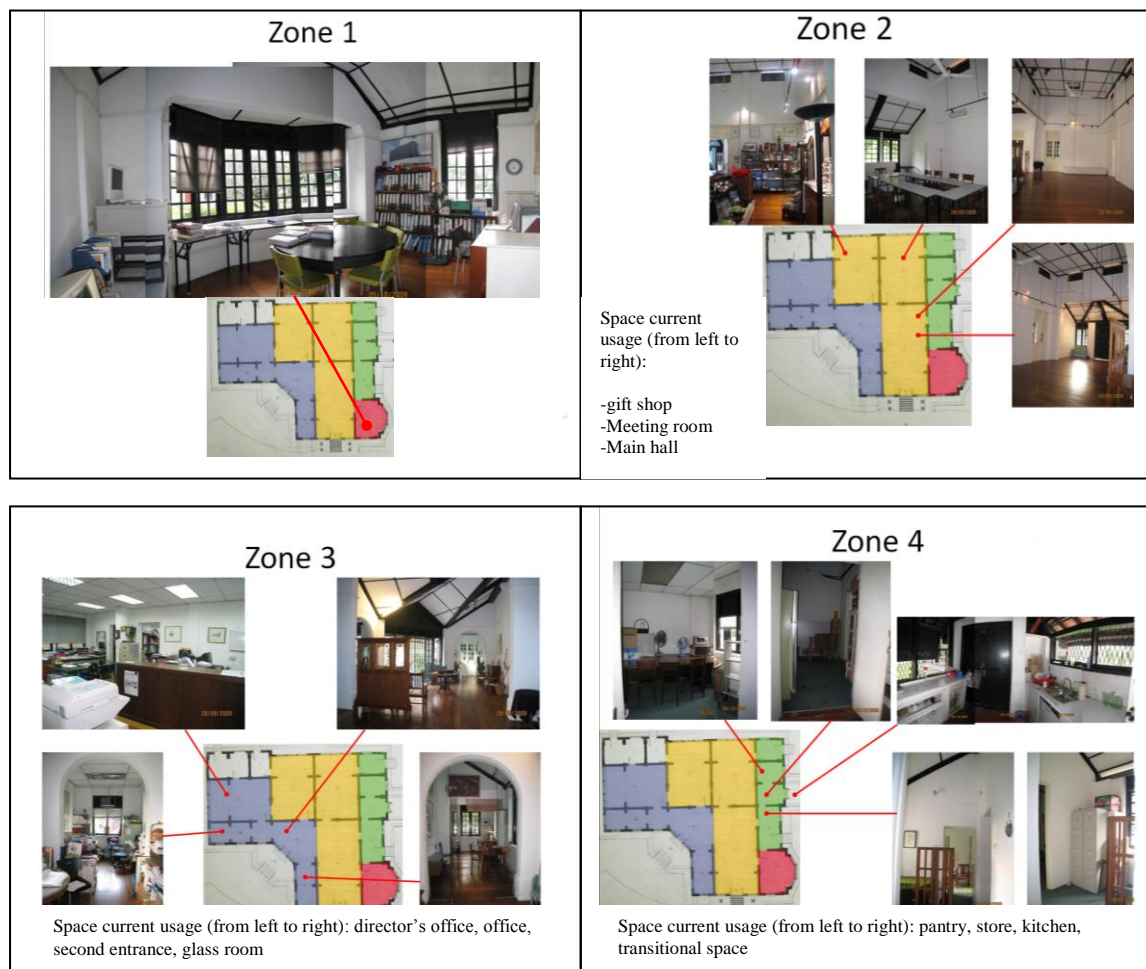 Zone 1
Zone 2
Space current
usage (from left to
right):
-gift shop
-Meeting room
-Main hall
Zone 3
Space current usage (from left to right): director’s office, office,
second entrance, glass room
Zone 4
Space current usage (from left to right): pantry, store, kitchen,
transitional space